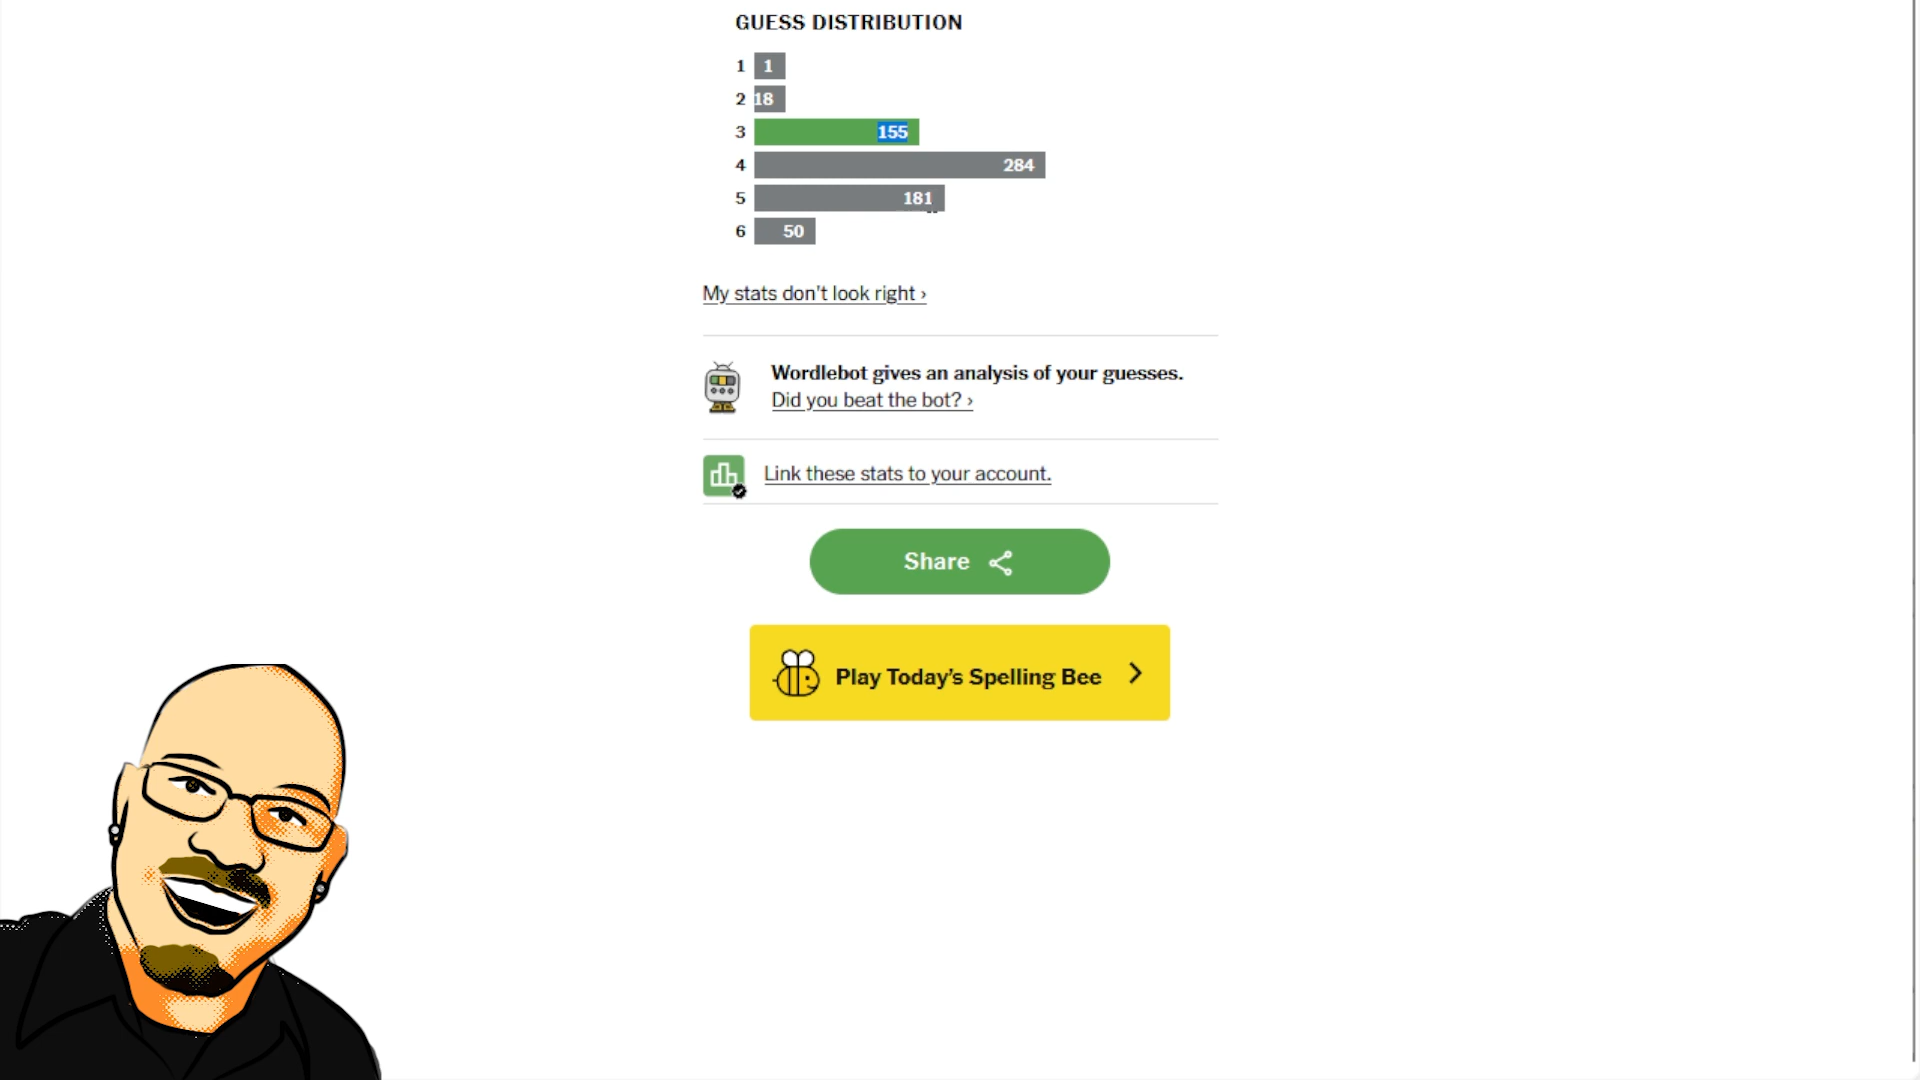 GUESS DISTRIBUTION
1 1
2 18
3 155
4 284
5 181
6 50
My stats don't look right ›
Wordlebot gives an analysis of your guesses.
Did you beat the bot? ›
Link these stats to your account.
Share
Play Today's Spelling Bee